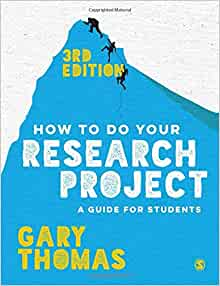 3RD
EDITION
HOW TO DO YOUR
RESEARCH
PROJECT
A GUIDE FOR STUDENTS
GARY
THOMAS